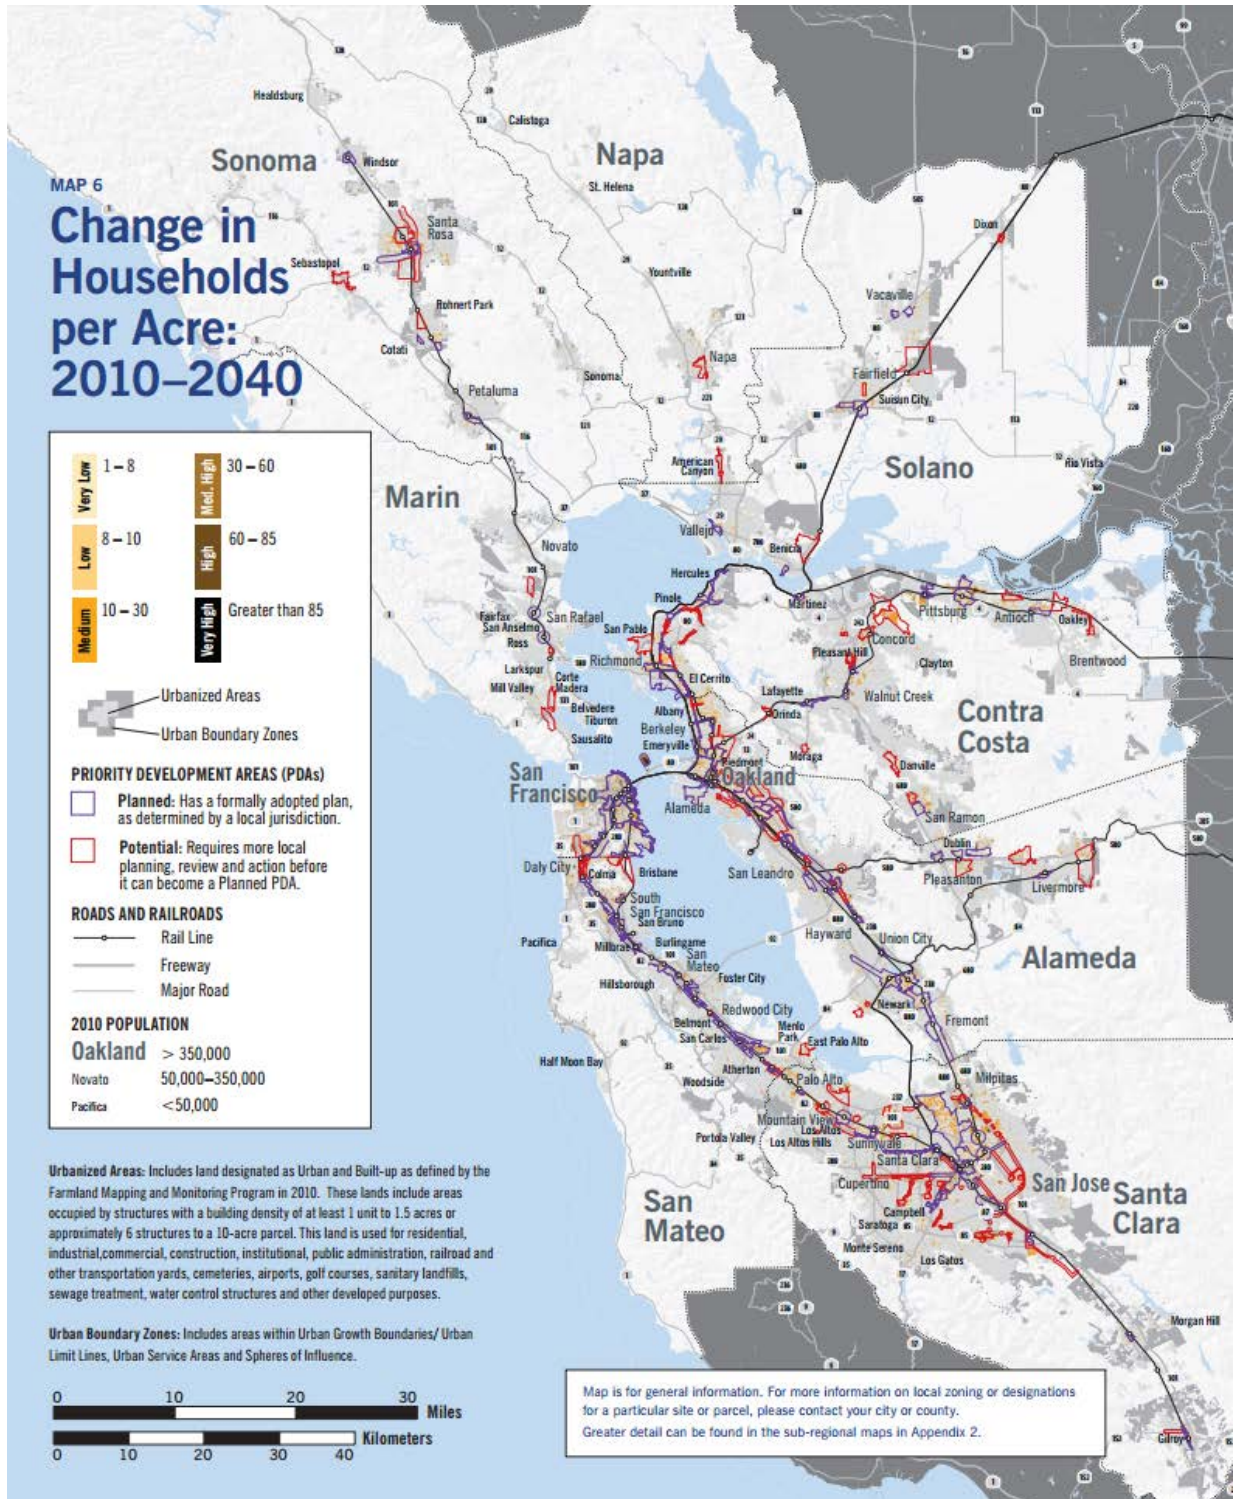 MAP 6
Change in
Households
per Acre:
2010–2040
Very Low
1 – 8
Low
8 – 10
Medium
10 – 30
Med. High
30 – 60
High
60 – 85
Very High
Greater than 85
Urbanized Areas
Urban Boundary Zones
PRIORITY DEVELOPMENT AREAS (PDAs)
Planned: Has a formally adopted plan,
as determined by a local jurisdiction.
Potential: Requires more local
planning, review and action before
it can become a Planned PDA.
ROADS AND RAILROADS
Rail Line
Freeway
Major Road
2010 POPULATION
Oakland > 350,000
Novato 50,000–350,000
Pacifica <50,000
Urbanized Areas: Includes land designated as Urban and Built-up as defined by the
Farmland Mapping and Monitoring Program in 2010. These lands include areas
occupied by structures with a building density of at least 1 unit to 1.5 acres or
approximately 6 structures to a 10-acre parcel. This land is used for residential,
industrial,commercial, construction, institutional, public administration, railroad and
other transportation yards, cemeteries, airports, golf courses, sanitary landfills,
sewage treatment, water control structures and other developed purposes.
Urban Boundary Zones: Includes areas within Urban Growth Boundaries/ Urban
Limit Lines, Urban Service Areas and Spheres of Influence.
0 10 20 30
Miles
Kilometers
0 10 20 30 40
Map is for general information. For more information on local zoning or designations
for a particular site or parcel, please contact your city or county.
Greater detail can be found in the sub-regional maps in Appendix 2.
Sonoma
Healdsburg
Windsor
Santa
Rosa
Sebastopol
Rohnert Park
Cotati
Petaluma
Sonoma
Napa
Calistoga
St. Helena
Yountville
Napa
American
Canyon
Solano
Dixon
Vacaville
Fairfield
Suisun City
Rio Vista
Vallejo
Benicia
Marin
Novato
Fairfax
San Anselmo
Ross
San Rafael
Larkspur
Corte
Madera
Mill Valley
Belvedere
Tiburon
Sausalito
Contra
Costa
Hercules
Pinole
San Pablo
Richmond
El Cerrito
Martinez
Pittsburg
Antioch
Oakley
Brentwood
Concord
Clayton
Pleasant Hill
Walnut Creek
Lafayette
Orinda
Moraga
Danville
San Ramon
Alameda
Albany
Berkeley
Emeryville
Piedmont
Oakland
Alameda
San Leandro
Dublin
Pleasanton
Livermore
Hayward
Union City
Newark
Fremont
San
Francisco
San
Mateo
Daly City
Colma
Brisbane
South
San Francisco
San Bruno
Pacifica
Millbrae
Burlingame
San
Mateo
Hillsborough
Foster City
Redwood City
Belmont
San Carlos
Menlo
Park
East Palo Alto
Half Moon Bay
Atherton
Woodside
Portola Valley
Santa
Clara
Palo Alto
Milpitas
Mountain View
Los Altos
Los Altos Hills
Sunnyvale
Santa Clara
Cupertino
San Jose
Campbell
Saratoga
Monte Sereno
Los Gatos
Morgan Hill
Gilroy